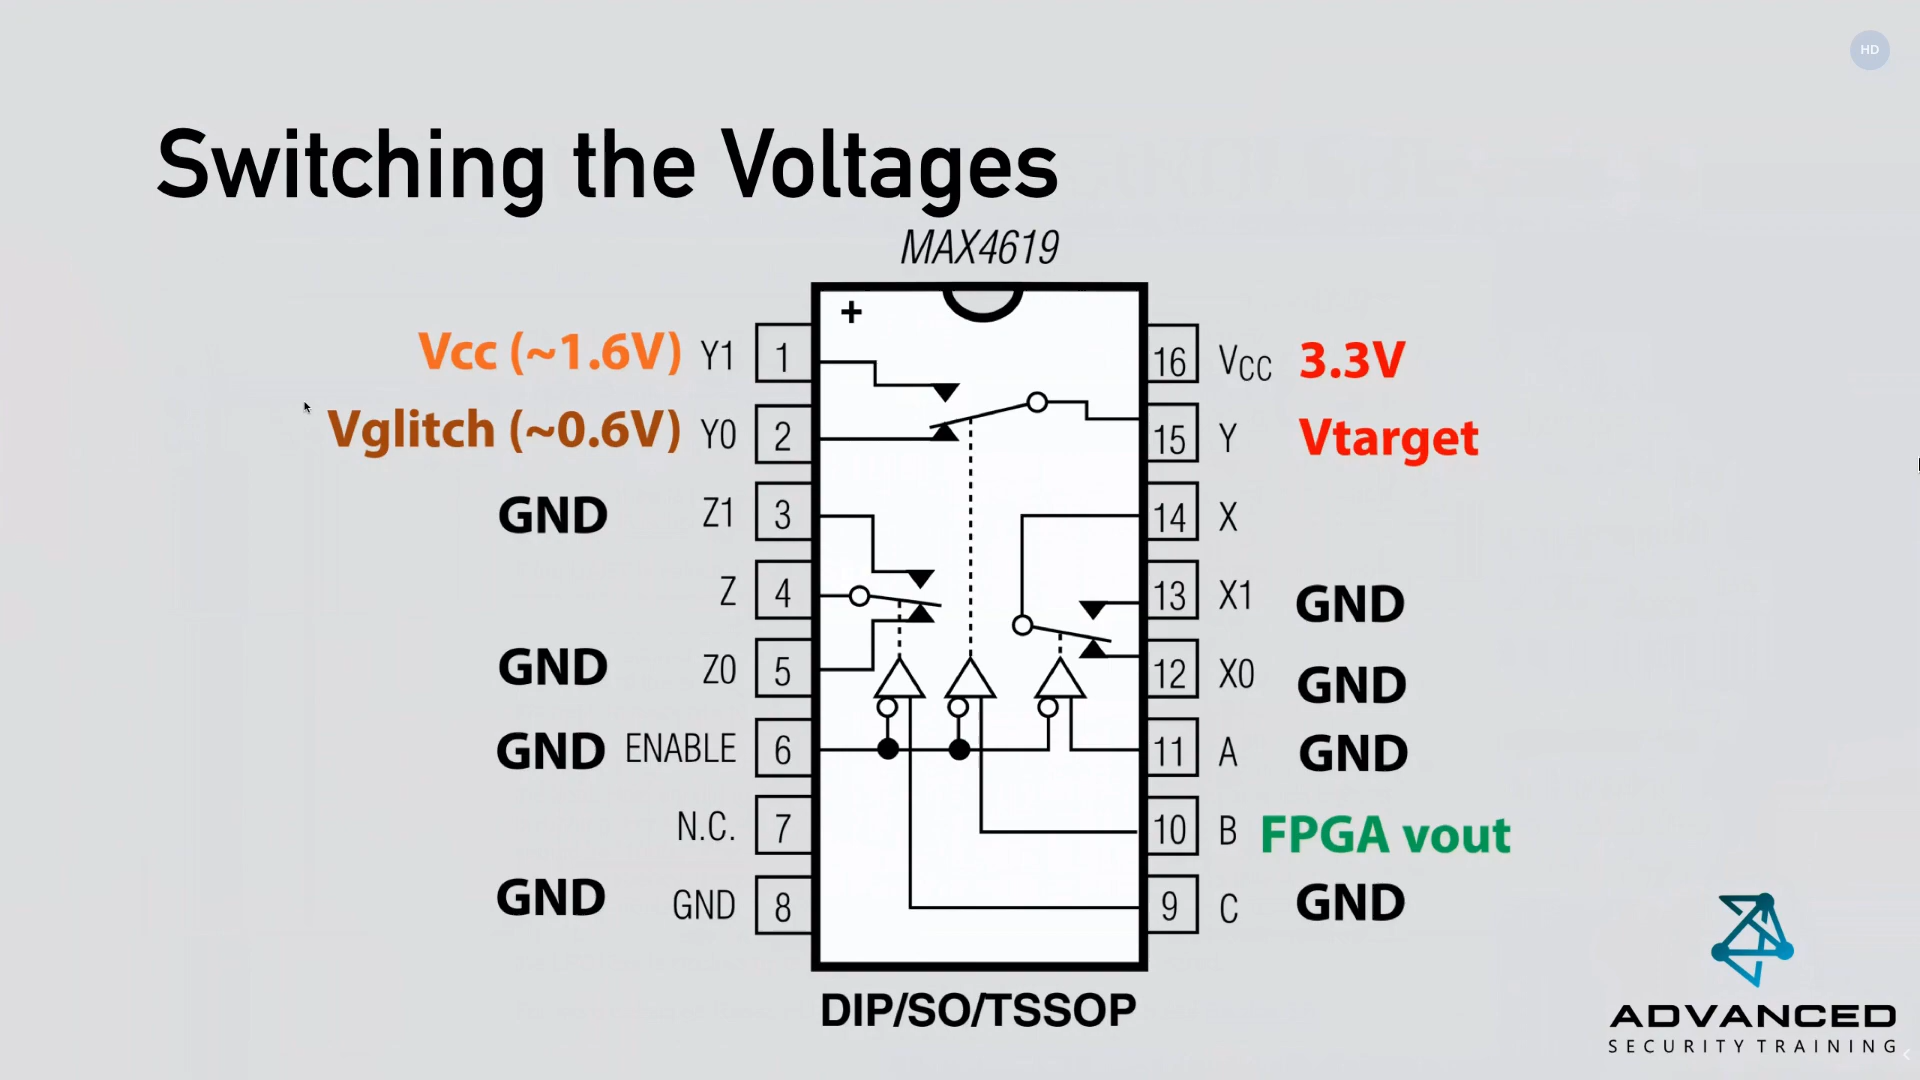 HD
Switching the Voltages
MAX4619
+
Vcc (~1.6V) Y1 1 16 VCC 3.3V
Vglitch (~0.6V) Y0 2 15 Y Vtarget
GND Z1 3 14 X
Z 4 13 X1 GND
GND Z0 5 12 X0 GND
GND ENABLE 6 11 A GND
N.C. 7 10 B FPGA vout
GND GND 8 9 C GND
DIP/SO/TSSOP
ADVANCED
SECURITY TRAINING